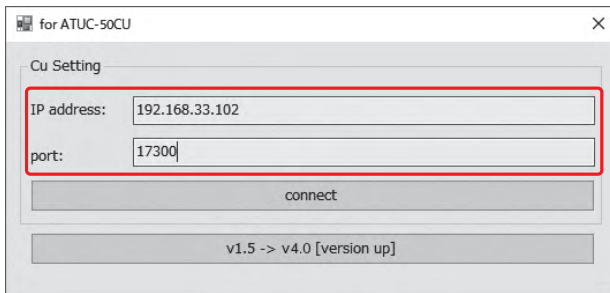 for ATUC-50CU
Cu Setting
IP address: 192.168.33.102
port: 17300
connect
v1.5 -> v4.0 [version up]